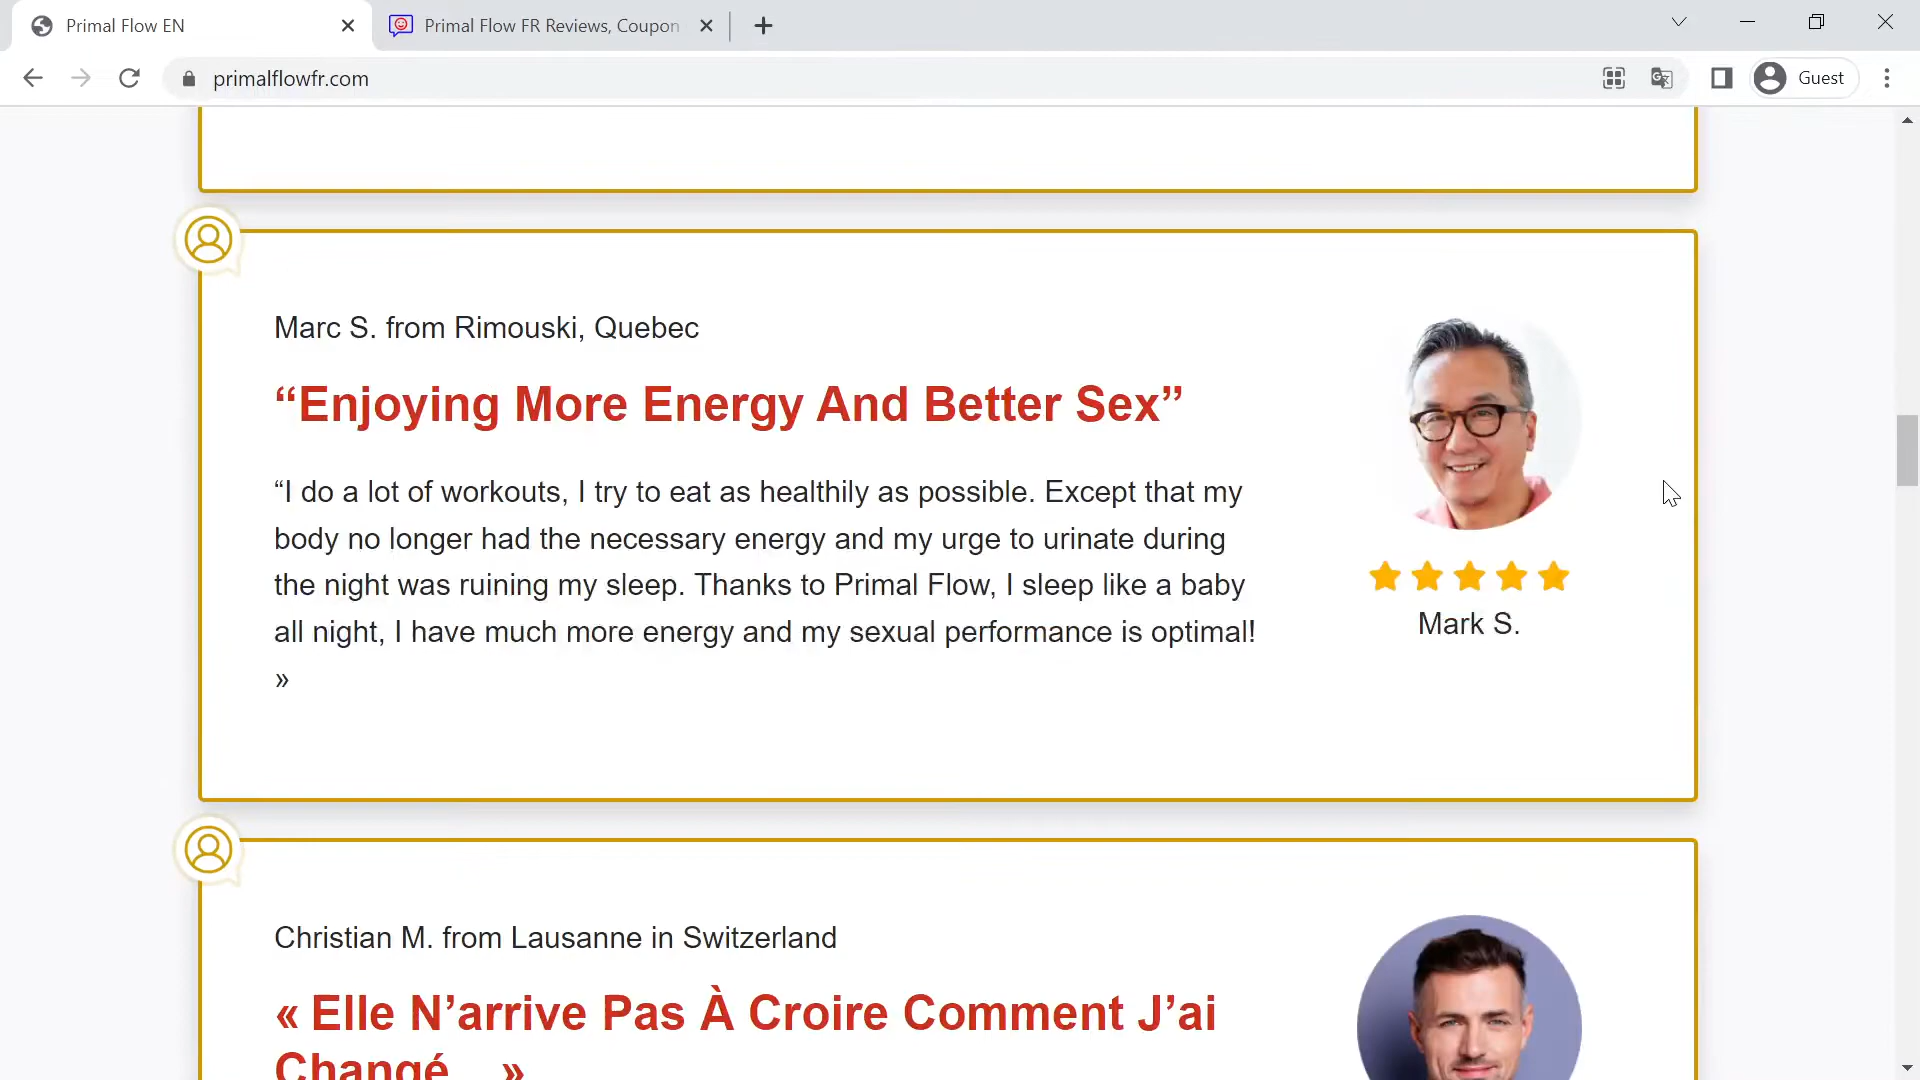 Primal Flow EN
Primal Flow FR Reviews, Coupon
primalflowfr.com
Guest
Marc S. from Rimouski, Quebec
“Enjoying More Energy And Better Sex”
“I do a lot of workouts, I try to eat as healthily as possible. Except that my
body no longer had the necessary energy and my urge to urinate during
the night was ruining my sleep. Thanks to Primal Flow, I sleep like a baby
all night, I have much more energy and my sexual performance is optimal!
»
Mark S.
Christian M. from Lausanne in Switzerland
« Elle N’arrive Pas À Croire Comment J’ai
Changé… »